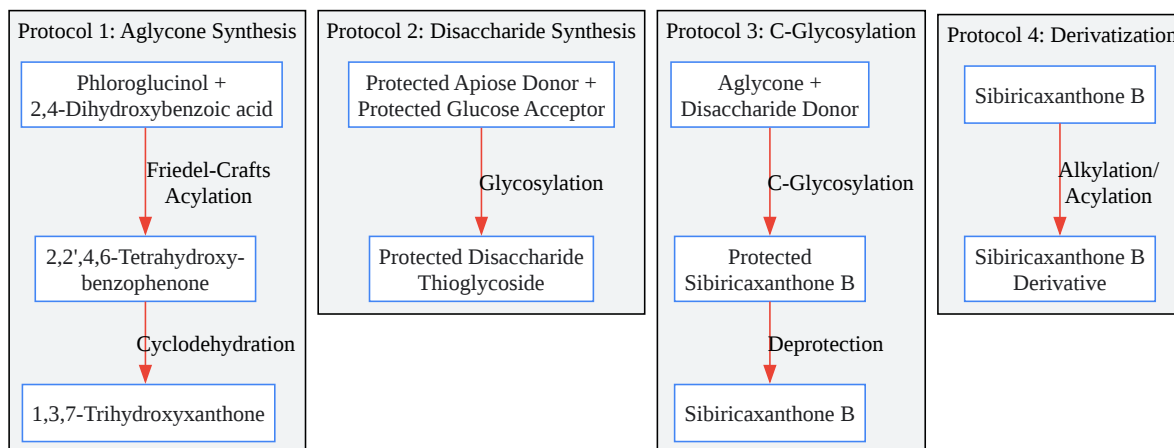 Protocol 1: Aglycone Synthesis
Phloroglucinol +
2,4-Dihydroxybenzoic acid
Friedel-Crafts
Acylation
2,2',4,6-Tetrahydroxy-
benzophenone
Cyclodehydration
1,3,7-Trihydroxyxanthone
Protocol 2: Disaccharide Synthesis
Protected Apiose Donor +
Protected Glucose Acceptor
Glycosylation
Protected Disaccharide
Thioglycoside
Protocol 3: C-Glycosylation
Aglycone +
Disaccharide Donor
C-Glycosylation
Protected
Sibiricaxanthone B
Deprotection
Sibiricaxanthone B
Protocol 4: Derivatization
Sibiricaxanthone B
Alkylation/
Acylation
Sibiricaxanthone B
Derivative